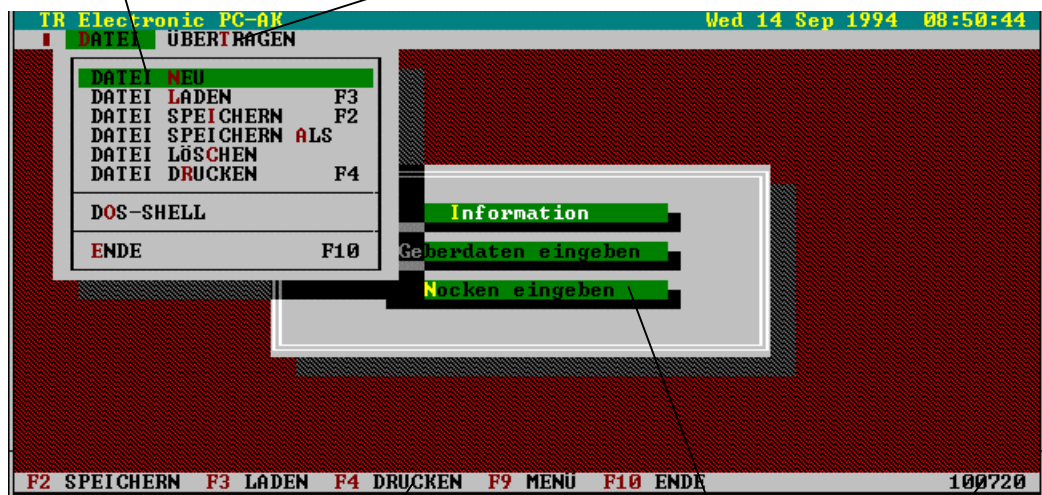 TR Electronic PC-AK Wed 14 Sep 1994 08:50:44
DATEI ÜBERTRAGEN
DATEI NEU
DATEI LADEN F3
DATEI SPEICHERN F2
DATEI SPEICHERN ALS
DATEI LÖSCHEN
DATEI DRUCKEN F4
DOS-SHELL
ENDE F10
Information
Geberdaten eingeben
Nocken eingeben
F2 SPEICHERN F3 LADEN F4 DRUCKEN F9 MENÜ F10 ENDE 100720